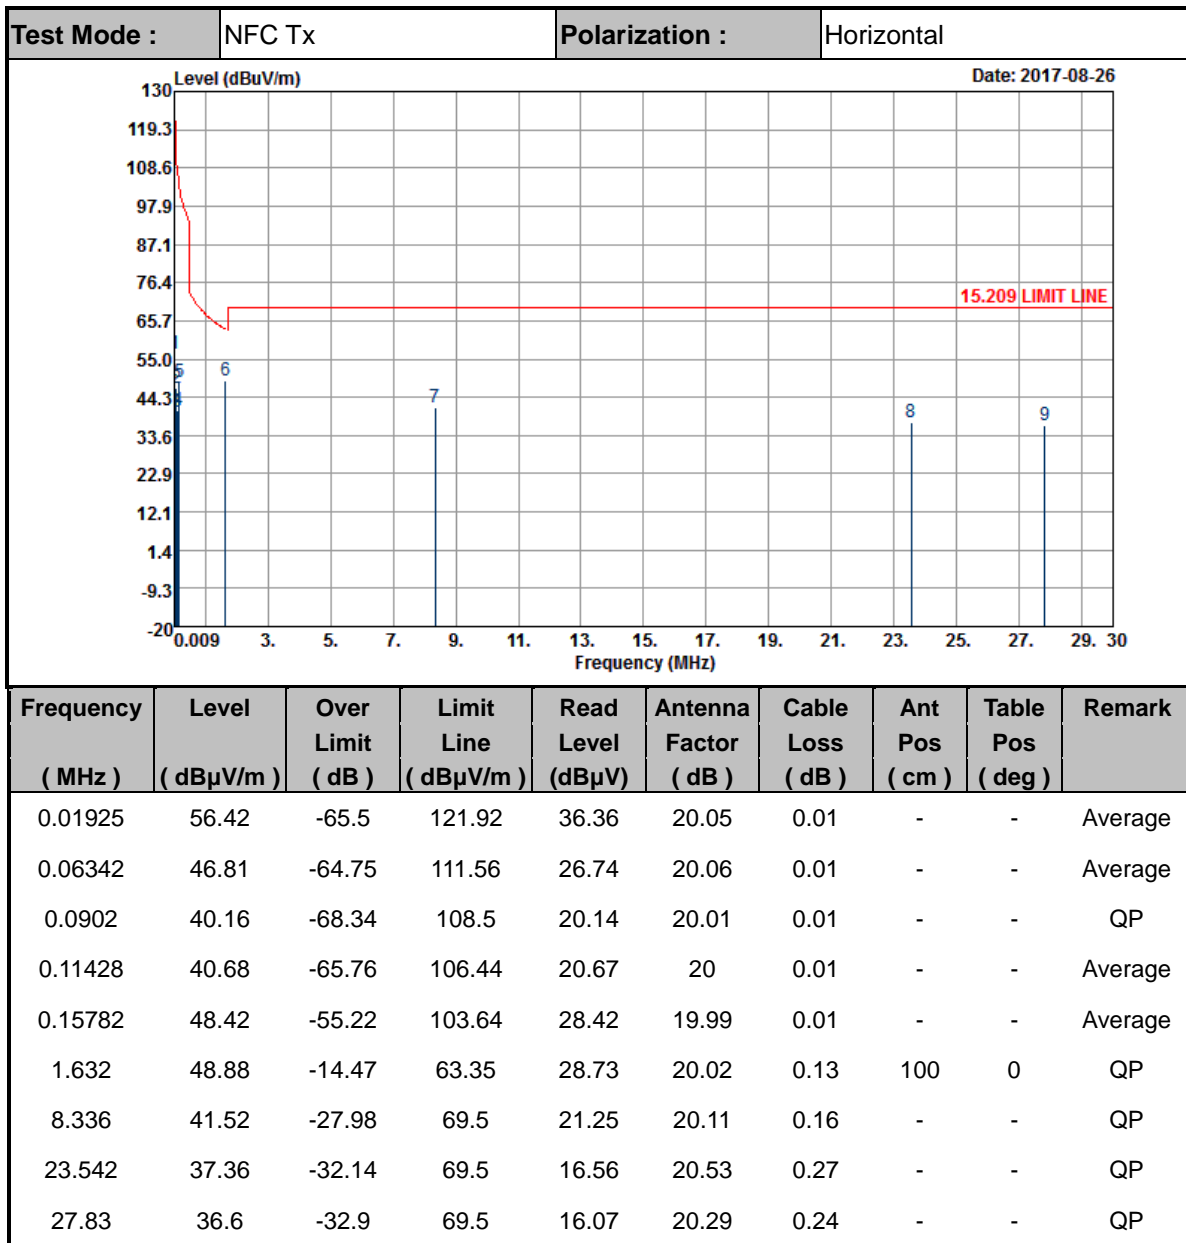 Test Mode : NFC Tx Polarization : Horizontal
Level (dBuV/m) Date: 2017-08-26
130
119.3
108.6
97.9
87.1
76.4
15.209 LIMIT LINE
65.7
55.0
5 6
44.3
7
8
9
33.6
22.9
12.1
1.4
-9.3
-20
0.009 3. 5. 7. 9. 11. 13. 15. 17. 19. 21. 23. 25. 27. 29. 30
Frequency (MHz)
Frequency Level Over Limit Read Antenna Cable Ant Table Remark
Limit Line Level Factor Loss Pos Pos
( MHz ) ( dBµV/m ) ( dB ) ( dBµV/m ) (dBµV) ( dB ) ( dB ) ( cm ) ( deg )
0.01925 56.42 -65.5 121.92 36.36 20.05 0.01 - - Average
0.06342 46.81 -64.75 111.56 26.74 20.06 0.01 - - Average
0.0902 40.16 -68.34 108.5 20.14 20.01 0.01 - - QP
0.11428 40.68 -65.76 106.44 20.67 20 0.01 - - Average
0.15782 48.42 -55.22 103.64 28.42 19.99 0.01 - - Average
1.632 48.88 -14.47 63.35 28.73 20.02 0.13 100 0 QP
8.336 41.52 -27.98 69.5 21.25 20.11 0.16 - - QP
23.542 37.36 -32.14 69.5 16.56 20.53 0.27 - - QP
27.83 36.6 -32.9 69.5 16.07 20.29 0.24 - - QP